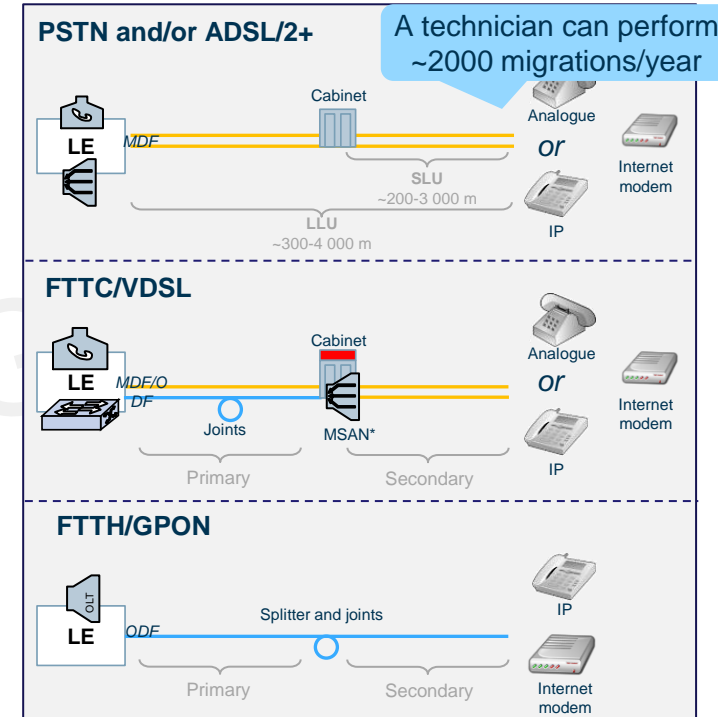 PSTN and/or ADSL/2+
A technician can perform
~2000 migrations/year
Cabinet
Analogue
LE
MDF
or
SLU
~200-3 000 m
Internet
modem
LLU
~300-4 000 m
IP
FTTC/VDSL
Cabinet
Analogue
LE
MDF/O
DF
or
Joints
MSAN*
Internet
modem
Primary
Secondary
IP
FTTH/GPON
OLT
Splitter and joints
IP
LE
ODF
Primary
Secondary
Internet
modem